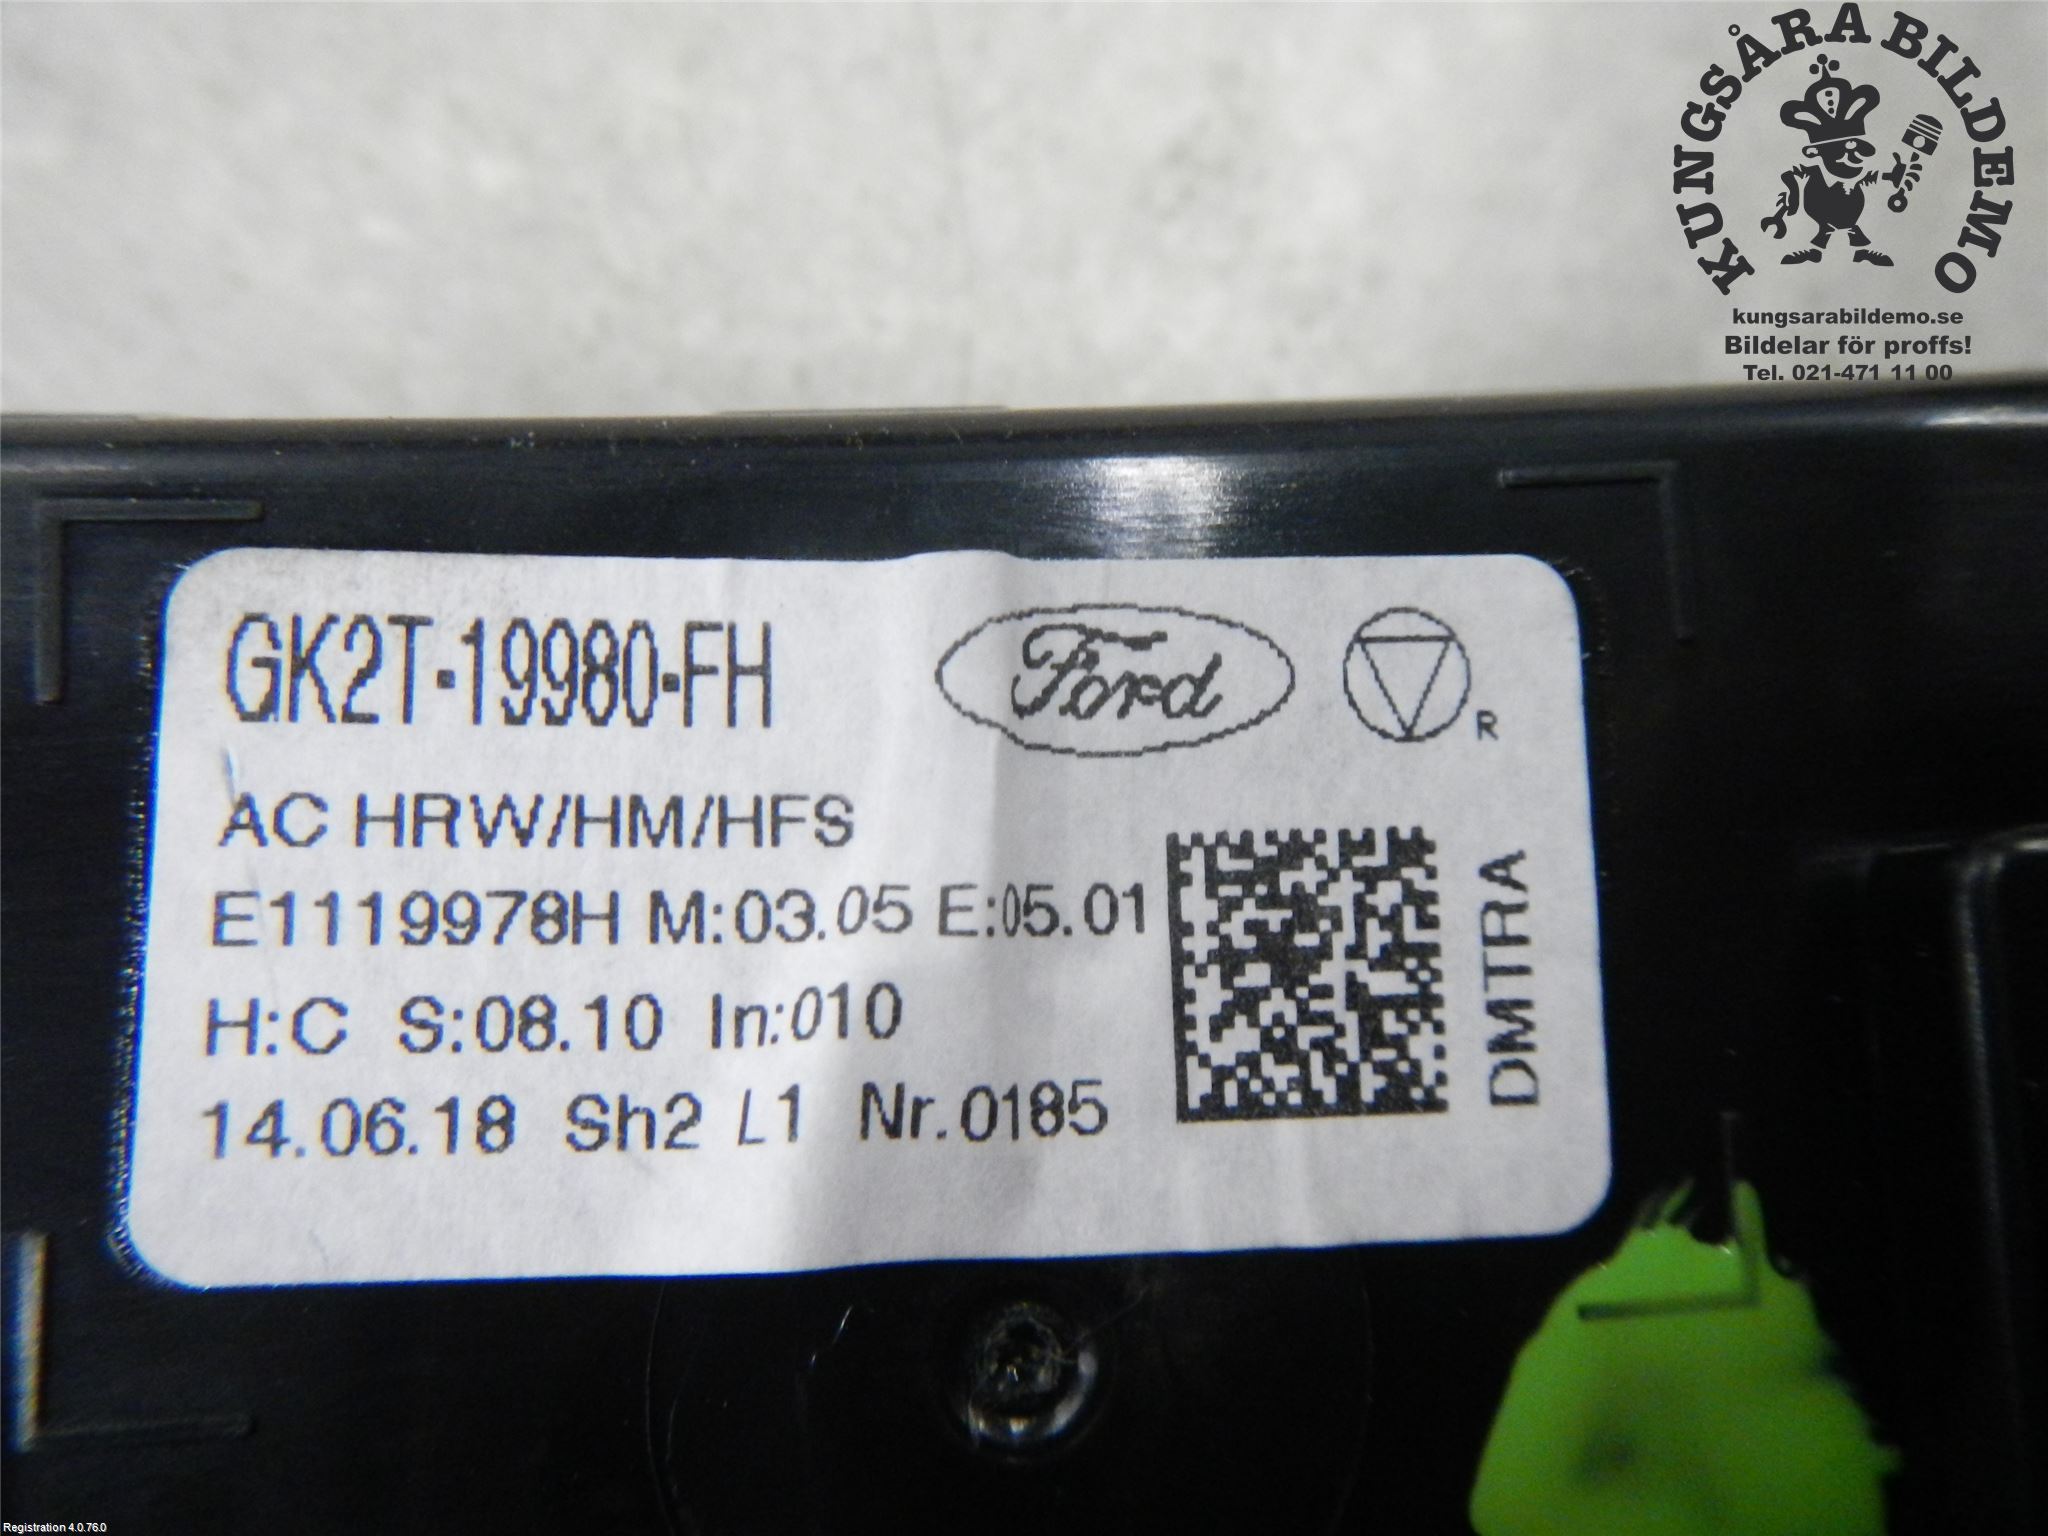 KUNGSÅRA BILDEMO
kungsarabildemo.se
Bildelar för proffs!
Tel. 021-471 11 00
GK2T-19980-FH
Ford
R
AC HRW/HM/HFS
E1119978H M:03.05 E:05.01
H:C S:08.10 In:010
14.06.18 Sh2 L1 Nr.0185
DMTRA
Registration 4.0.76.0